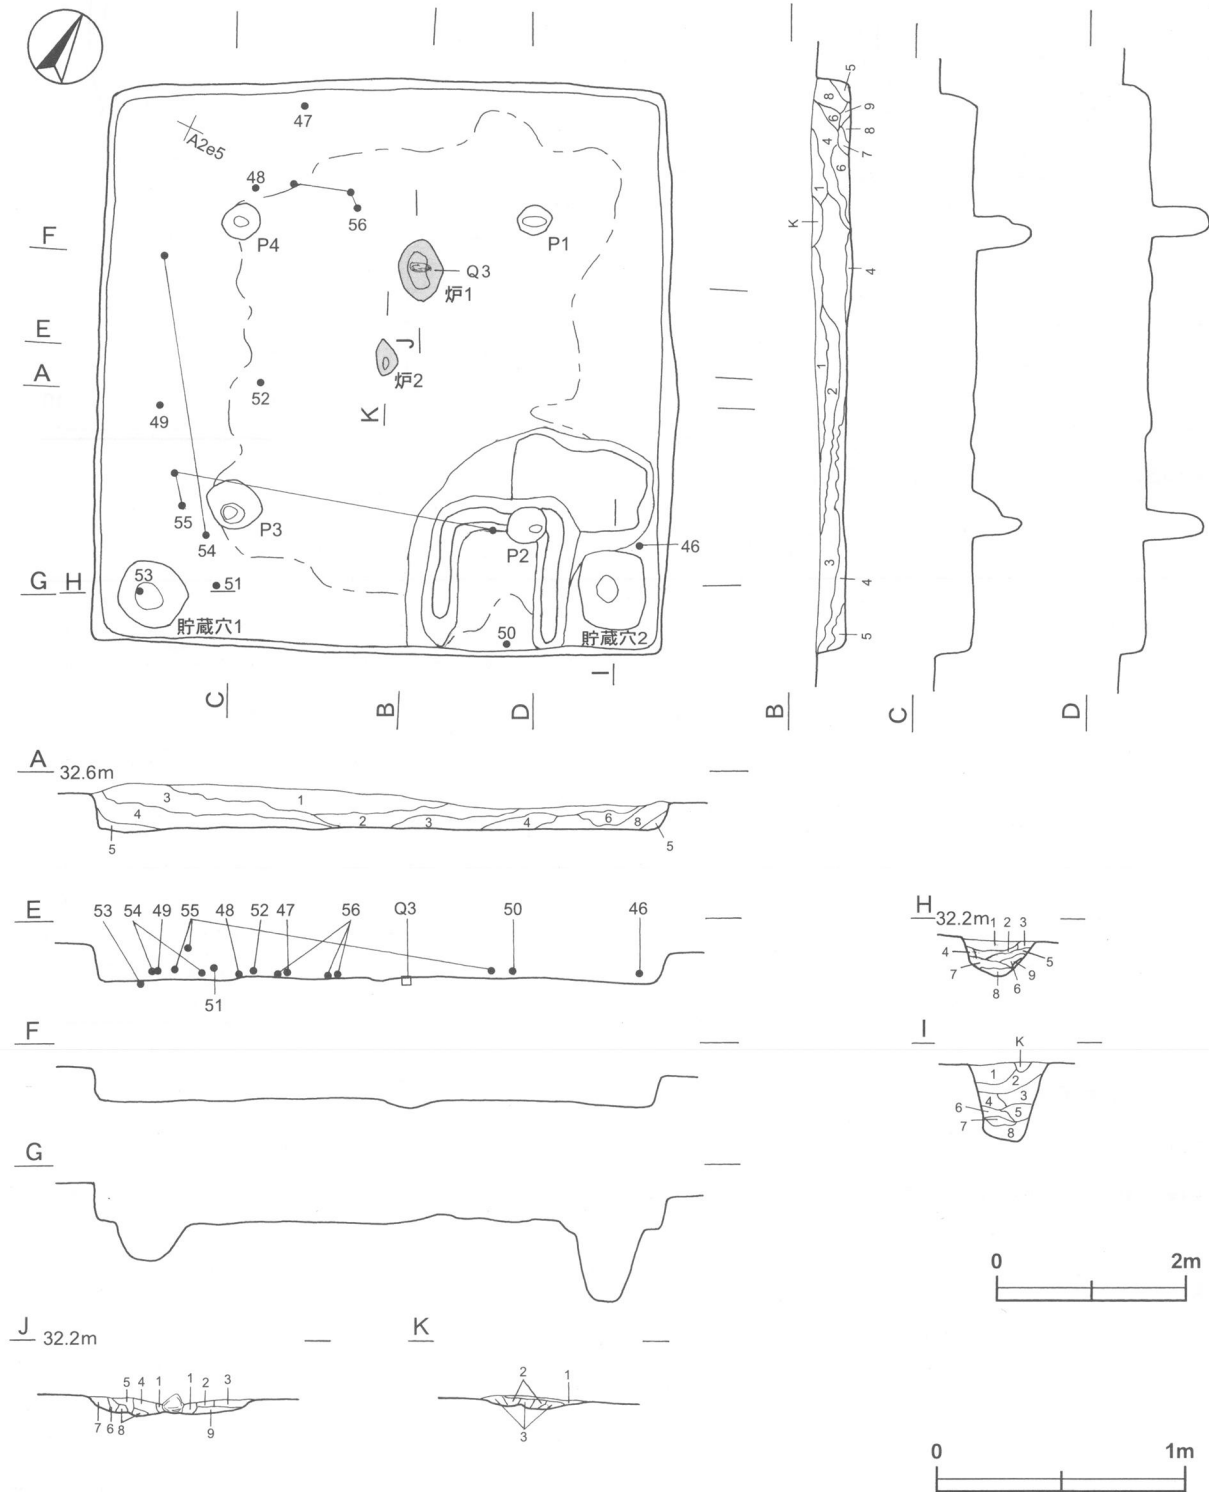 A2e5
47
48
56
P4
P1
F
Q3
炉1
E
J
A
炉2
52
49
K
55
P3
54
P2
46
G H
53
51
貯蔵穴1
50
貯蔵穴2
I
C
B
D
5
8
9
6
8
4
7
6
1
K
4
1
2
3
4
5
B
C
D
A 32.6m
3
1
4
2
3
4
6
8
5
5
E
53 54 49 55 48 52 47 56 Q3 50 46
51
H 32.2m
1 2 3
4
5
7
9
6
8
F
I
K
1
2
3
4
6
5
7
8
G
0 2m
J 32.2m
5 4 1 1 2 3
7 6 8 9
K
2 1
3
0 1m